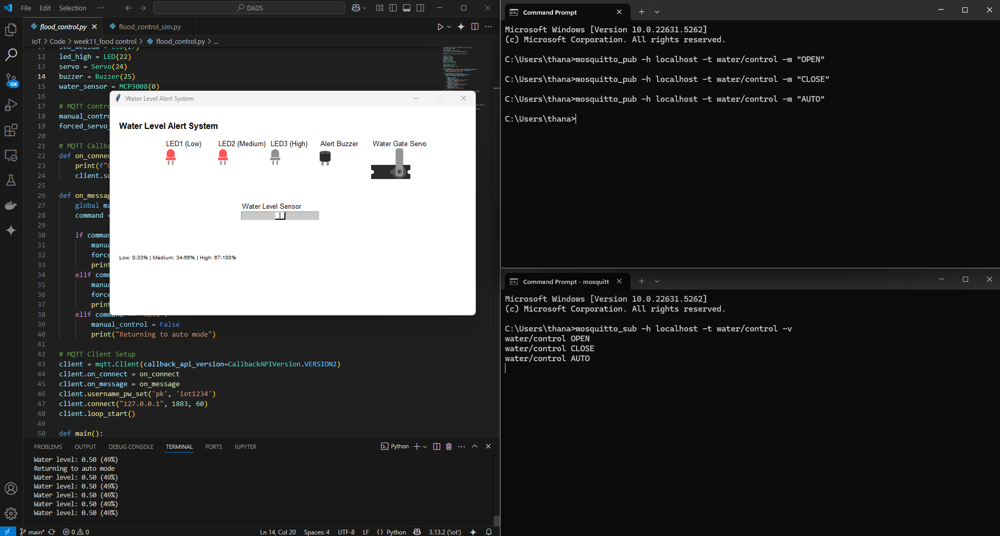 File Edit Selection ··· DADS
flood_control.py flood_control_sim.py
IoT > Code > week11_food control > flood_control.py > ...
11 led_medium = LED(27)
12 led_high = LED(22)
13 servo = Servo(24)
14 buzzer = Buzzer(25)
15 water_sensor = MCP3008(0)
16
17 # MQTT Contro
18 manual_contro
19 forced_servo_
20
21 # MQTT Callba
22 def on_connec
23 print(f"C
24 client.su
25
26 def on_messag
27 global ma
28 command =
29
30 if comman
31 manua
32 force
33 print
34 elif comm
35 manua
36 force
37 print
38 elif command == "AUTO":
39 manual_control = False
40 print("Returning to auto mode")
41
42 # MQTT Client Setup
43 client = mqtt.Client(callback_api_version=CallbackAPIVersion.VERSION2)
44 client.on_connect = on_connect
45 client.on_message = on_message
46 client.username_pw_set('pk', 'iot1234')
47 client.connect("127.0.0.1", 1883, 60)
48 client.loop_start()
49
50 def main():
10K
Water Level Alert System
Water Level Alert System
LED1 (Low) LED2 (Medium) LED3 (High) Alert Buzzer Water Gate Servo
Water Level Sensor
Low: 0-33% | Medium: 34-66% | High: 67-100%
PROBLEMS OUTPUT DEBUG CONSOLE TERMINAL PORTS JUPYTER Python
Water level: 0.50 (49%)
Returning to auto mode
Water level: 0.50 (49%)
Water level: 0.50 (49%)
Water level: 0.50 (49%)
Water level: 0.50 (49%)
Water level: 0.50 (49%)
main* 0 0 Ln 14, Col 20 Spaces: 4 UTF-8 LF {} Python 3.13.2 ('iot')
Command Prompt
Microsoft Windows [Version 10.0.22631.5262]
(c) Microsoft Corporation. All rights reserved.
C:\Users\thana>mosquitto_pub -h localhost -t water/control -m "OPEN"
C:\Users\thana>mosquitto_pub -h localhost -t water/control -m "CLOSE"
C:\Users\thana>mosquitto_pub -h localhost -t water/control -m "AUTO"
C:\Users\thana>
Command Prompt - mosquitt
Microsoft Windows [Version 10.0.22631.5262]
(c) Microsoft Corporation. All rights reserved.
C:\Users\thana>mosquitto_sub -h localhost -t water/control -v
water/control OPEN
water/control CLOSE
water/control AUTO